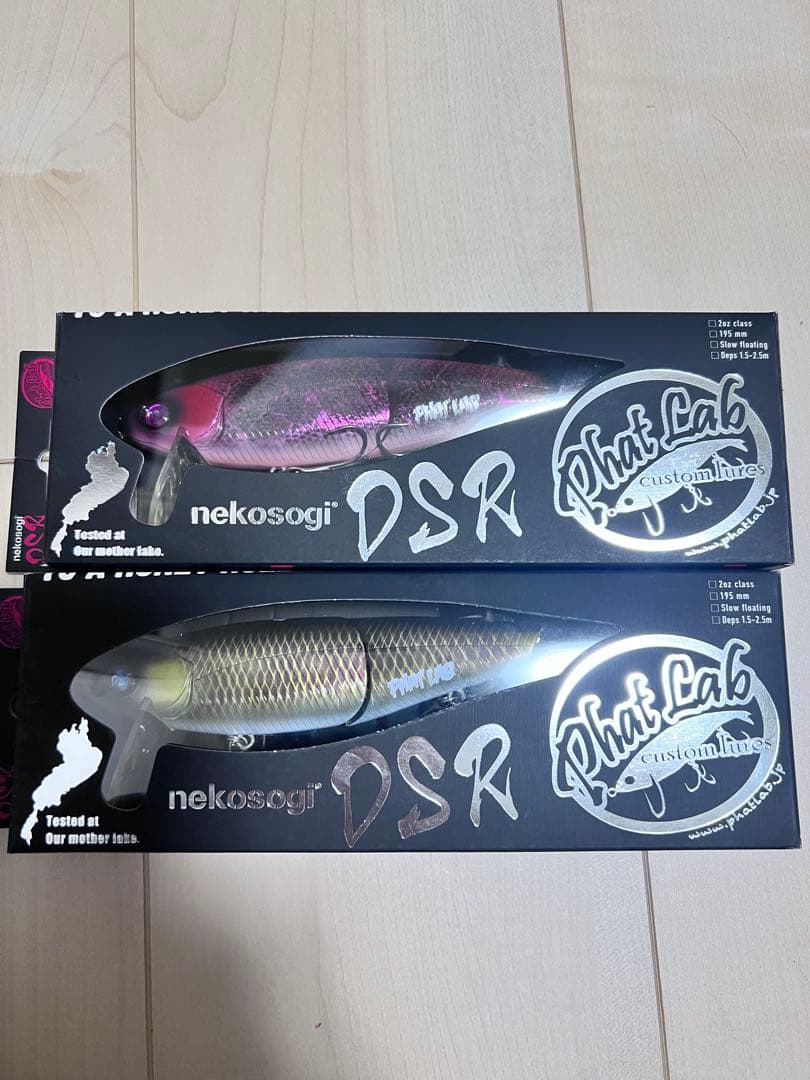 2oz class
195 mm
Slow floating
Deps 1.5-2.5m
PHAT LAB
Phat Lab
custom lures
www.phatlab.jp
nekosogi®
DSR
Tested at
Our mother lake.
nekosogi
DSR
2oz class
195 mm
Slow floating
Deps 1.5-2.5m
PHAT LAB
Phat Lab
custom lures
www.phatlab.jp
nekosogi®
DSR
Tested at
Our mother lake.